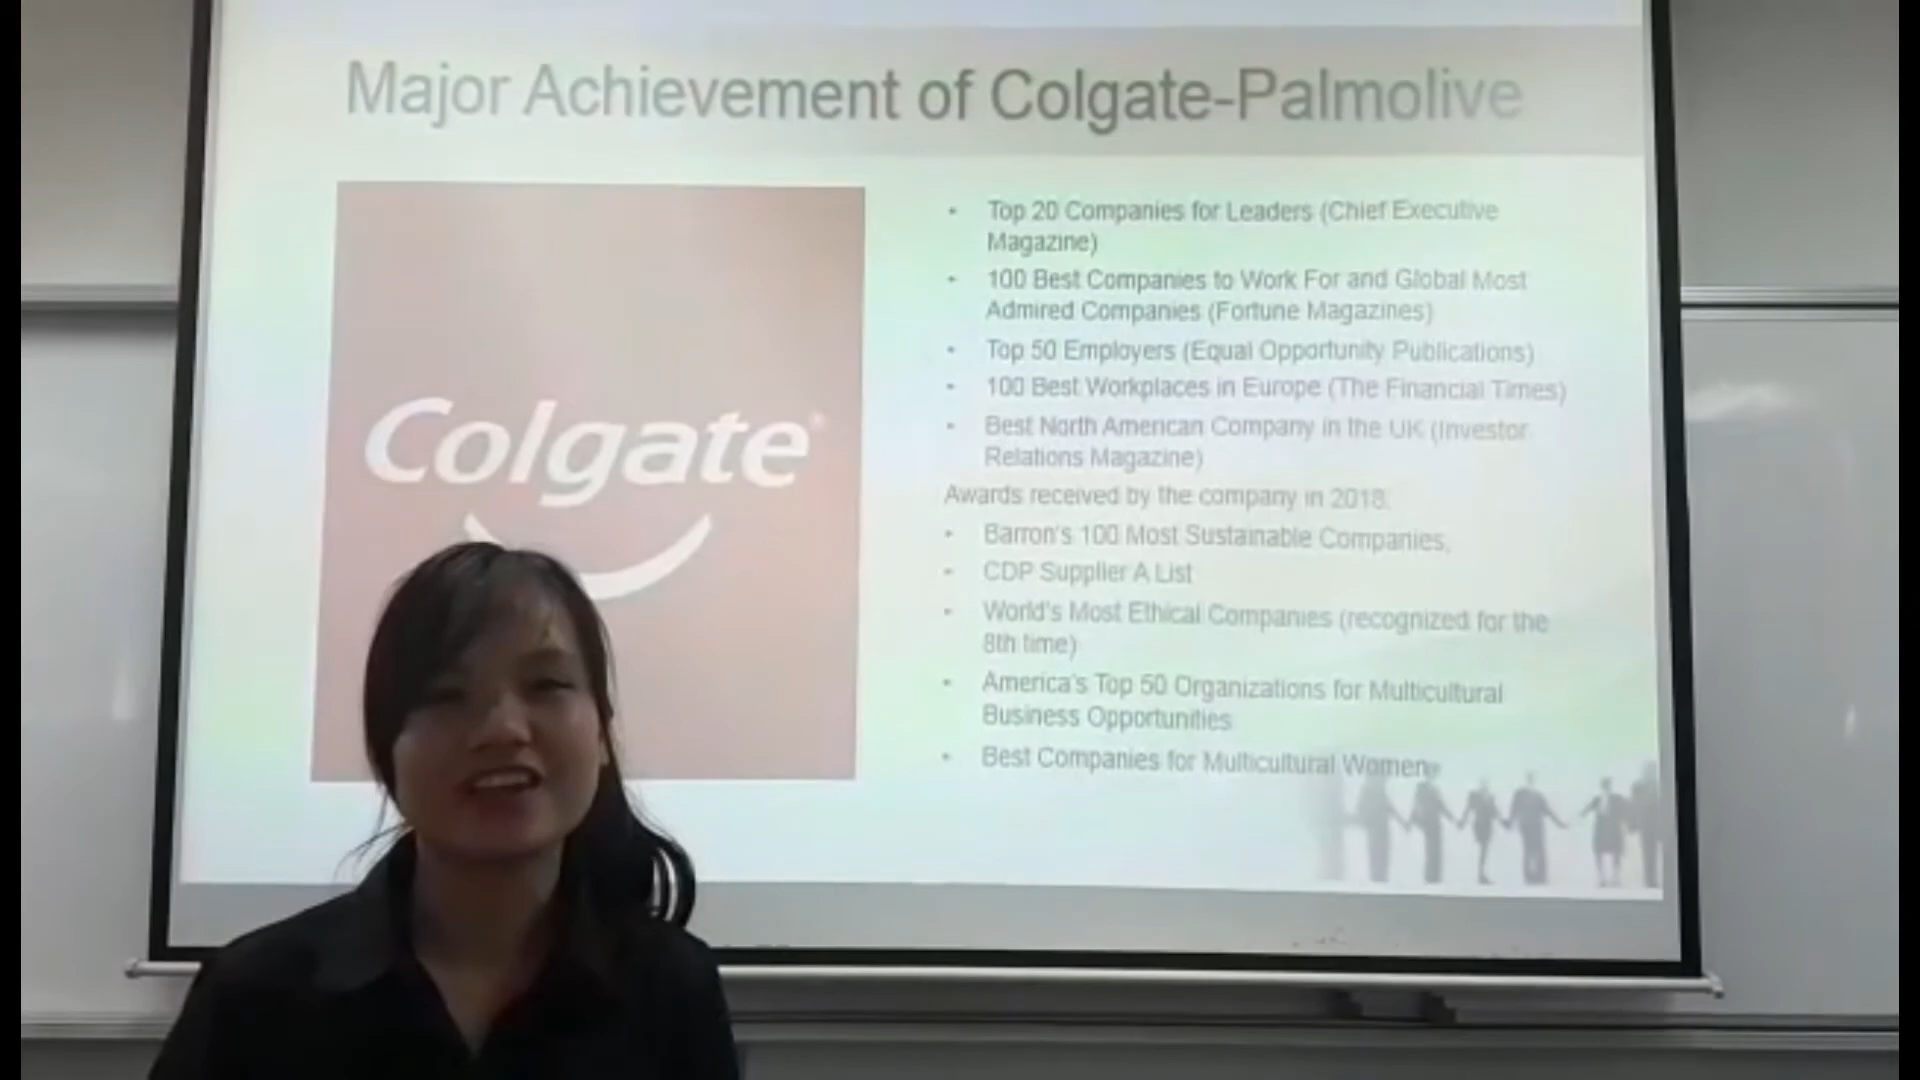 Major Achievement of Colgate-Palmolive
Colgate®
• Top 20 Companies for Leaders (Chief Executive
Magazine)
• 100 Best Companies to Work For and Global Most
Admired Companies (Fortune Magazines)
• Top 50 Employers (Equal Opportunity Publications)
• 100 Best Workplaces in Europe (The Financial Times)
• Best North American Company in the UK (Investor
Relations Magazine)
Awards received by the company in 2018,
• Barron's 100 Most Sustainable Companies,
• CDP Supplier A List
• World's Most Ethical Companies (recognized for the
8th time)
• America's Top 50 Organizations for Multicultural
Business Opportunities
• Best Companies for Multicultural Women